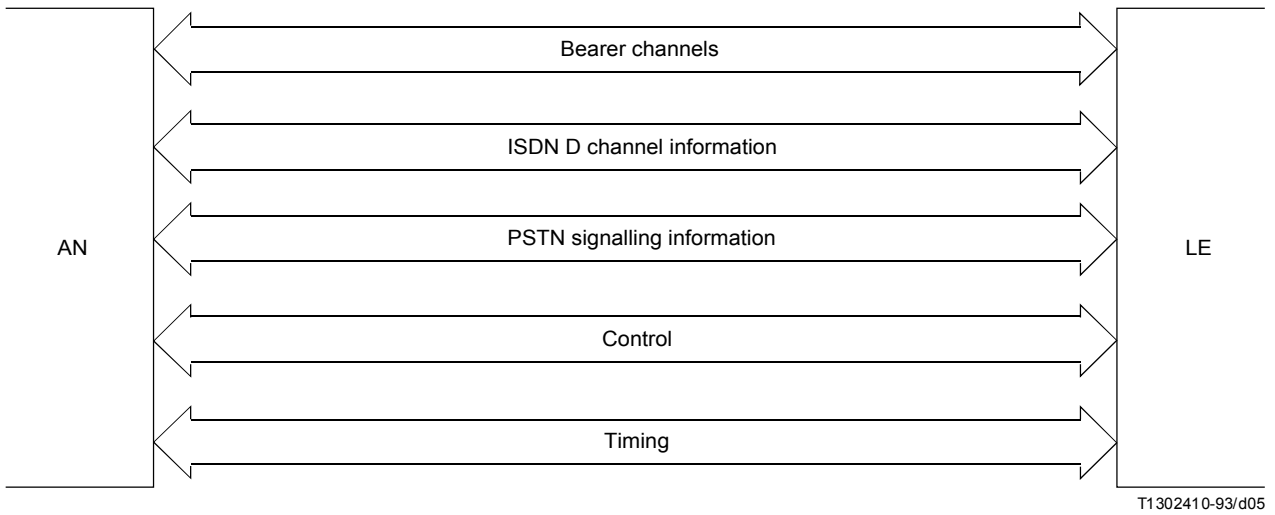 Bearer channels
ISDN D channel information
PSTN signalling information
AN
LE
Control
Timing
T1302410-93/d05